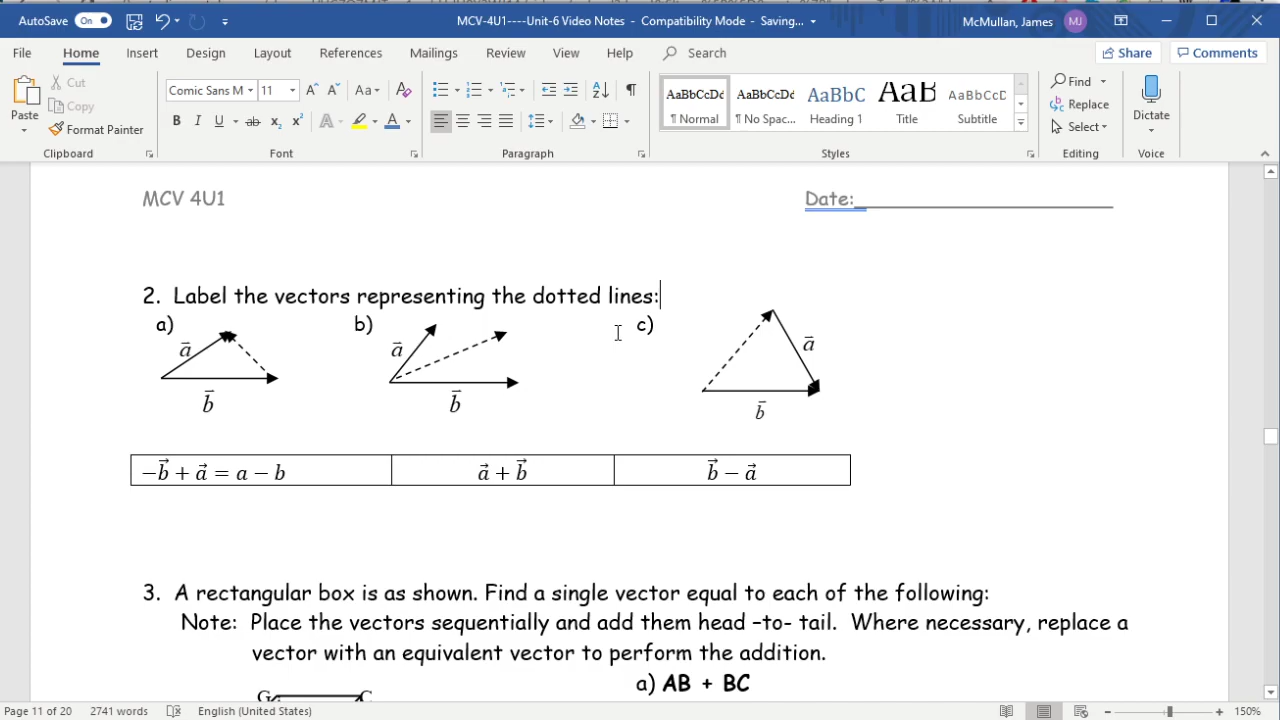 AutoSave On MCV-4U1----Unit-6 Video Notes - Compatibility Mode - Saving... McMullan, James MJ
File Home Insert Design Layout References Mailings Review View Help Search Share Comments
Paste Cut Copy Format Painter
Comic Sans M 11 A A Aa A
B I U ab x₂ x² A A
AaBbCcDd AaBbCcDd AaBbC AaB AaBbCcD
¶ Normal ¶ No Spac... Heading 1 Title Subtitle
Find Replace Select Dictate
Clipboard Font Paragraph Styles Editing Voice
MCV 4U1 Date:
2. Label the vectors representing the dotted lines:
a) b) c)
a⃗ a⃗ a⃗
b⃗ b⃗ b⃗
−b⃗ + a⃗ = a − b a⃗ + b⃗ b⃗ − a⃗
3. A rectangular box is as shown. Find a single vector equal to each of the following:
Note: Place the vectors sequentially and add them head –to- tail. Where necessary, replace a
vector with an equivalent vector to perform the addition.
a) AB + BC
G C
Page 11 of 20 2741 words English (United States) 150%